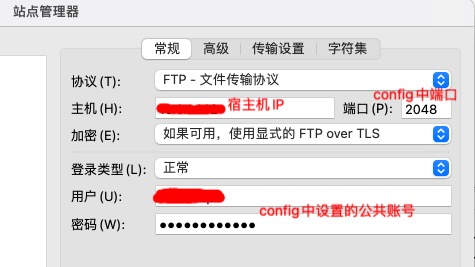 站点管理器
常规 高级 传输设置 字符集
协议(T): FTP - 文件传输协议
config中端口
主机(H): 宿主机IP 端口(P): 2048
加密(E): 如果可用，使用显式的 FTP over TLS
登录类型(L): 正常
用户(U):
config中设置的公共账号
密码(W): ●●●●●●●●●●●●